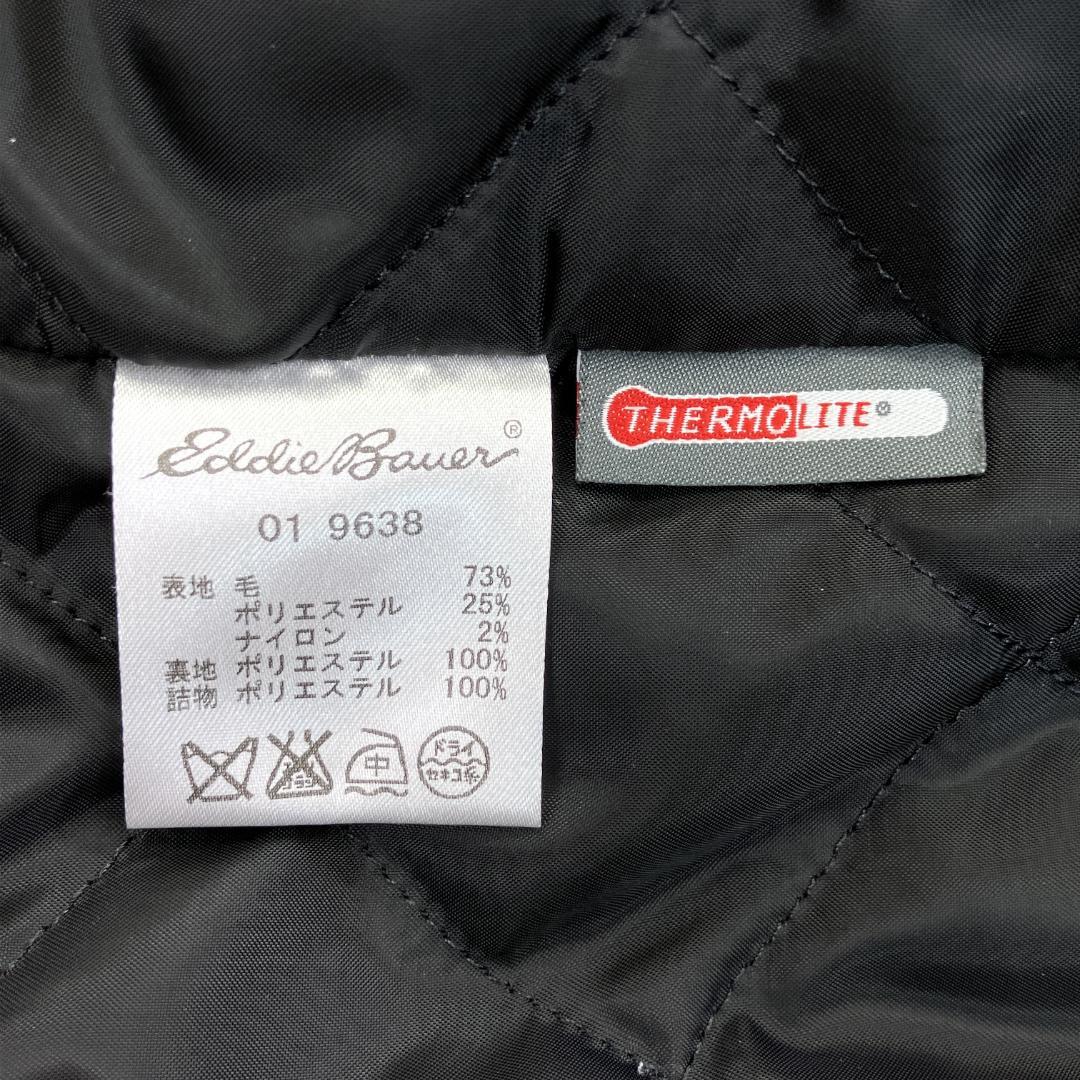 Eddie Bauer®
THERMOLITE®
01 9638
表地 毛 73%
ポリエステル 25%
ナイロン 2%
裏地 ポリエステル 100%
詰物 ポリエステル 100%
中
ドライ
セキユ系